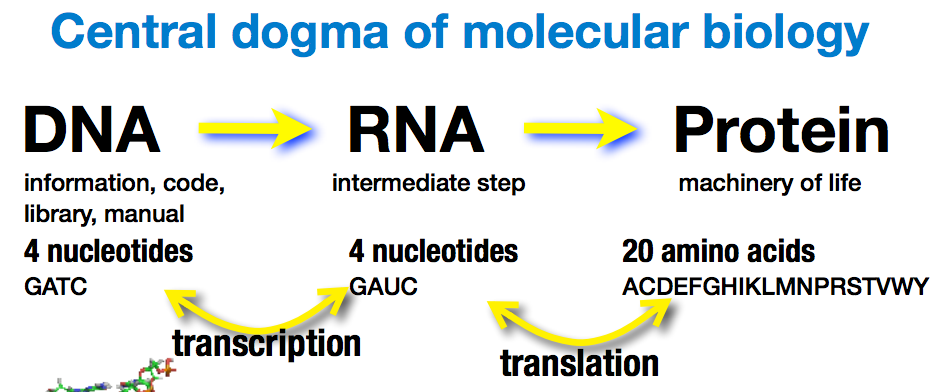 Central dogma of molecular biology
DNA
RNA
Protein
information, code,
library, manual
intermediate step
machinery of life
4 nucleotides
GATC
4 nucleotides
GAUC
20 amino acids
ACDEFGHIKLMNPRSTVWY
transcription
translation